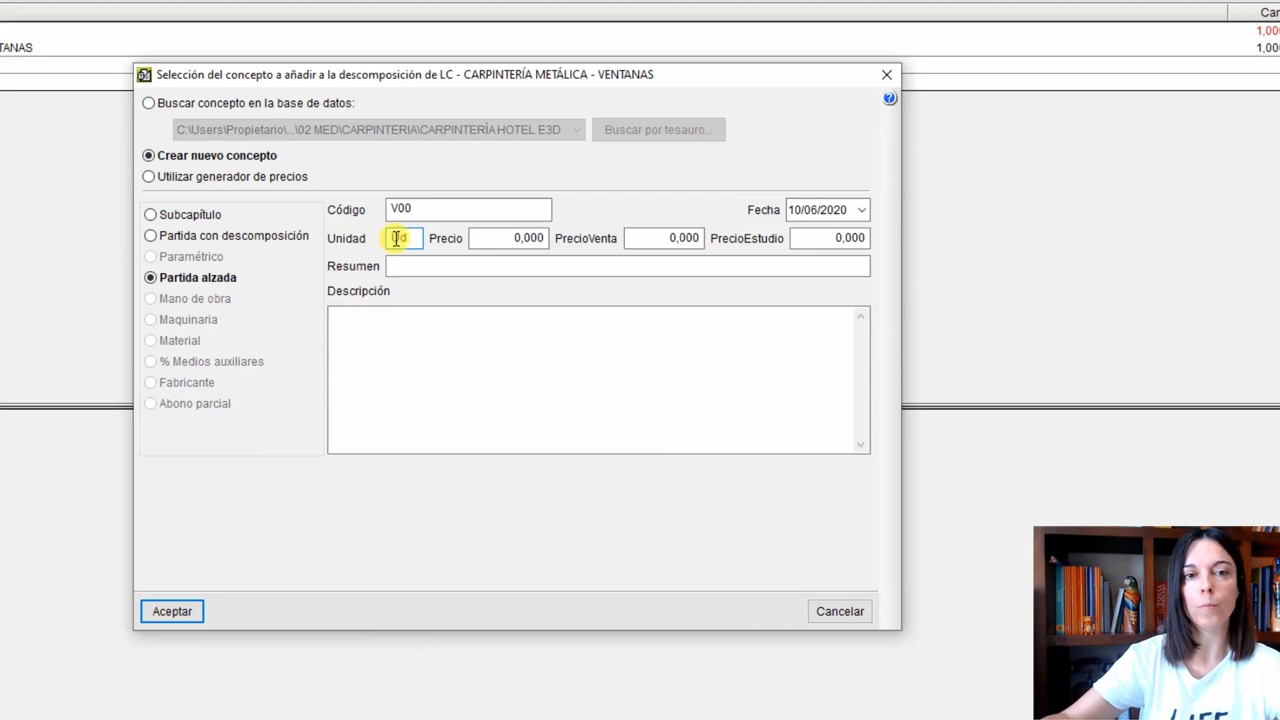 Car
1,00
TANAS
1,00
Selección del concepto a añadir a la descomposición de LC - CARPINTERÍA METÁLICA - VENTANAS
Buscar concepto en la base de datos:
C:\Users\Propietario\...\02 MED\CARPINTERIA\CARPINTERÍA HOTEL E3D
Buscar por tesauro...
Crear nuevo concepto
Utilizar generador de precios
Subcapítulo
Partida con descomposición
Paramétrico
Partida alzada
Mano de obra
Maquinaria
Material
% Medios auxiliares
Fabricante
Abono parcial
Código V00 Fecha 10/06/2020
Unidad Precio 0,000 PrecioVenta 0,000 PrecioEstudio 0,000
Resumen
Descripción
Aceptar Cancelar